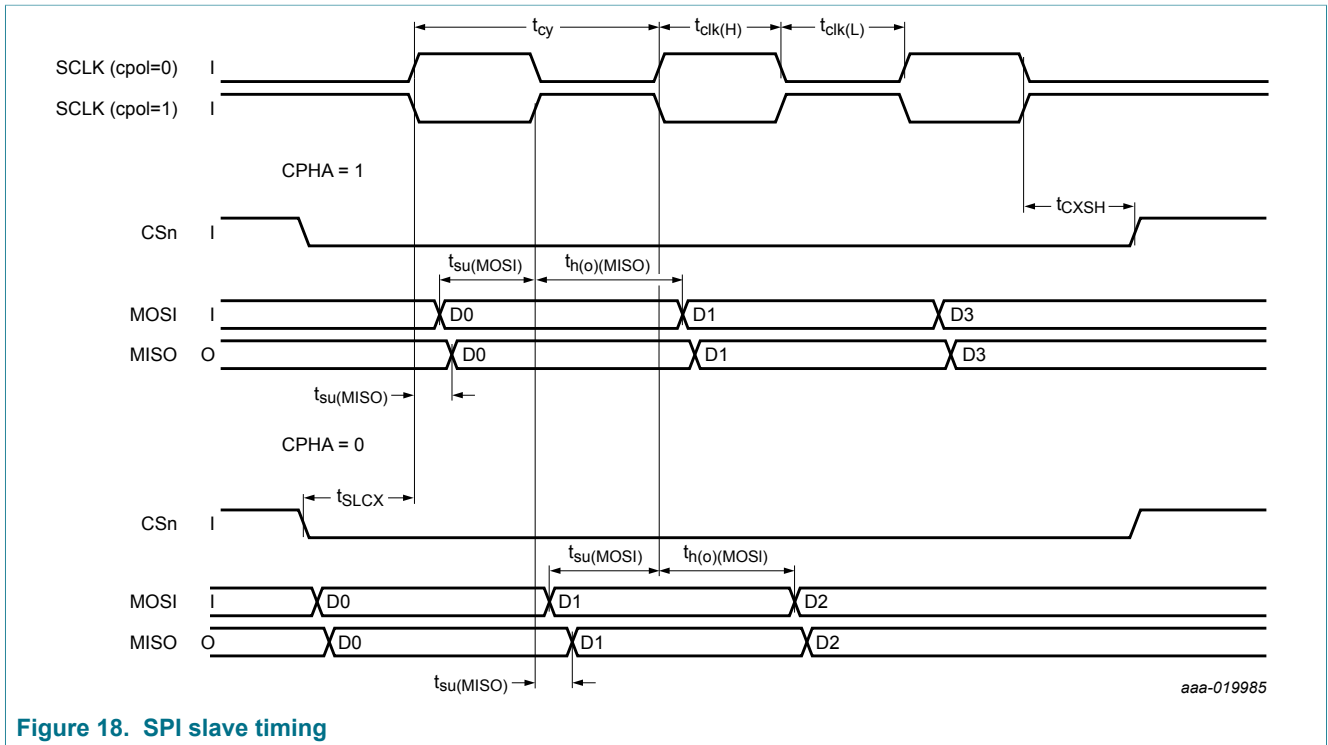 tcy tclk(H) tclk(L)
SCLK (cpol=0) I
SCLK (cpol=1) I
CPHA = 1
tCXSH
CSn I
tsu(MOSI) th(o)(MISO)
MOSI I D0 D1 D3
MISO O D0 D1 D3
tsu(MISO)
CPHA = 0
tSLCX
CSn I
tsu(MOSI) th(o)(MOSI)
MOSI I D0 D1 D2
MISO O D0 D1 D2
tsu(MISO)
aaa-019985
Figure 18. SPI slave timing